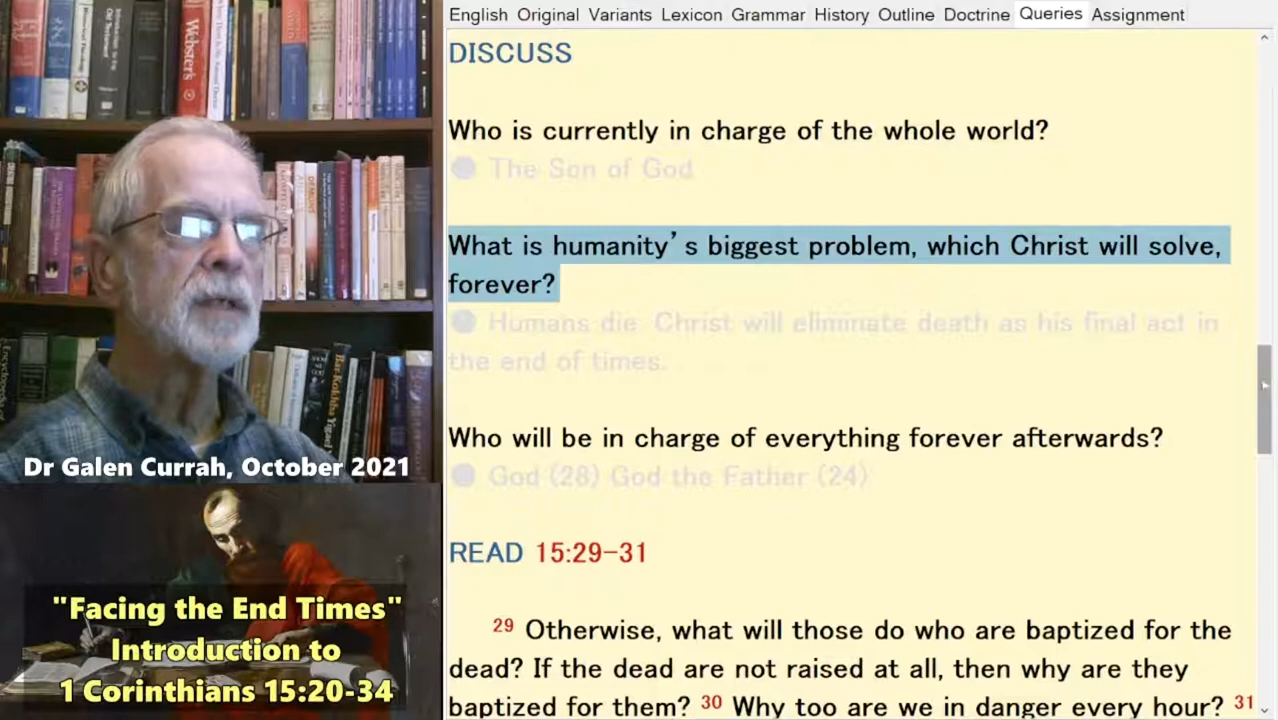 English Original Variants Lexicon Grammar History Outline Doctrine Queries Assignment
DISCUSS
Who is currently in charge of the whole world?
The Son of God
What is humanity’s biggest problem, which Christ will solve,
forever?
Humans die. Christ will eliminate death as his final act in
the end of times.
Who will be in charge of everything forever afterwards?
God (28) God the Father (24)
READ 15:29-31
29 Otherwise, what will those do who are baptized for the
dead? If the dead are not raised at all, then why are they
baptized for them? 30 Why too are we in danger every hour? 31
Webster's
Bar-Kokhba Yigael
Dr Galen Currah, October 2021
"Facing the End Times"
Introduction to
1 Corinthians 15:20-34